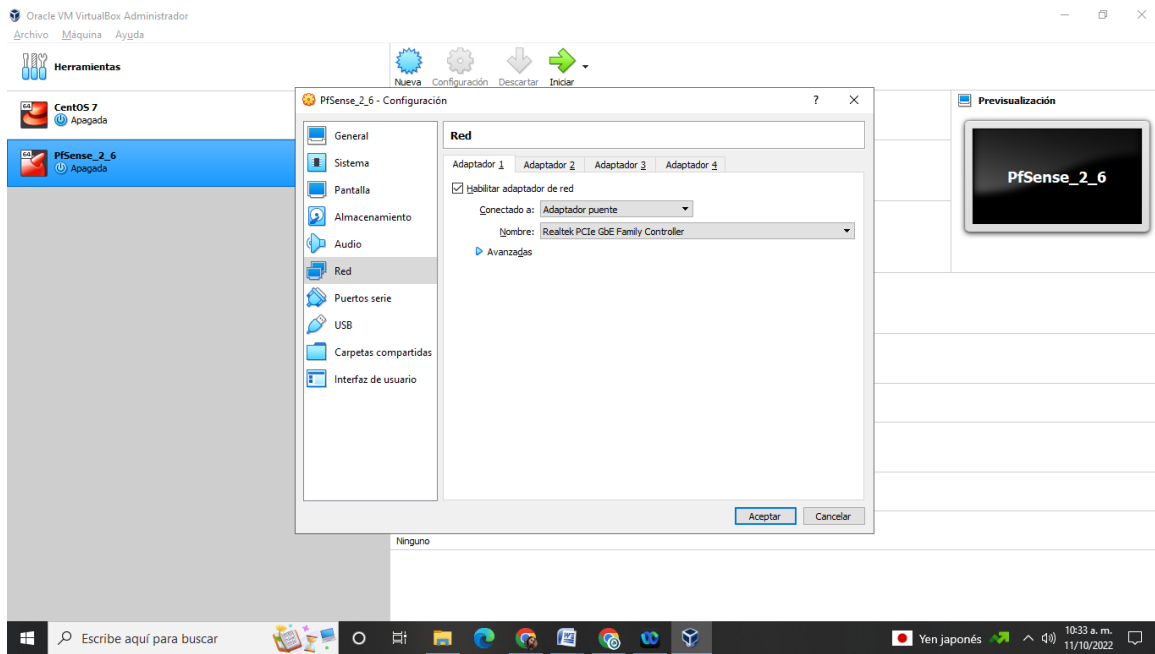 Oracle VM VirtualBox Administrador
Archivo Máquina Ayuda
Herramientas
Nueva Configuración Descartar Iniciar
64 CentOS 7
Apagada
64 PfSense_2_6
Apagada
PfSense_2_6 - Configuración ?
General
Sistema
Pantalla
Almacenamiento
Audio
Red
Puertos serie
USB
Carpetas compartidas
Interfaz de usuario
Red
Adaptador 1 Adaptador 2 Adaptador 3 Adaptador 4
Habilitar adaptador de red
Conectado a: Adaptador puente
Nombre: Realtek PCIe GbE Family Controller
Avanzadas
Aceptar Cancelar
Previsualización
PfSense_2_6
Ninguno
Escribe aquí para buscar
Yen japonés
10:33 a. m.
11/10/2022